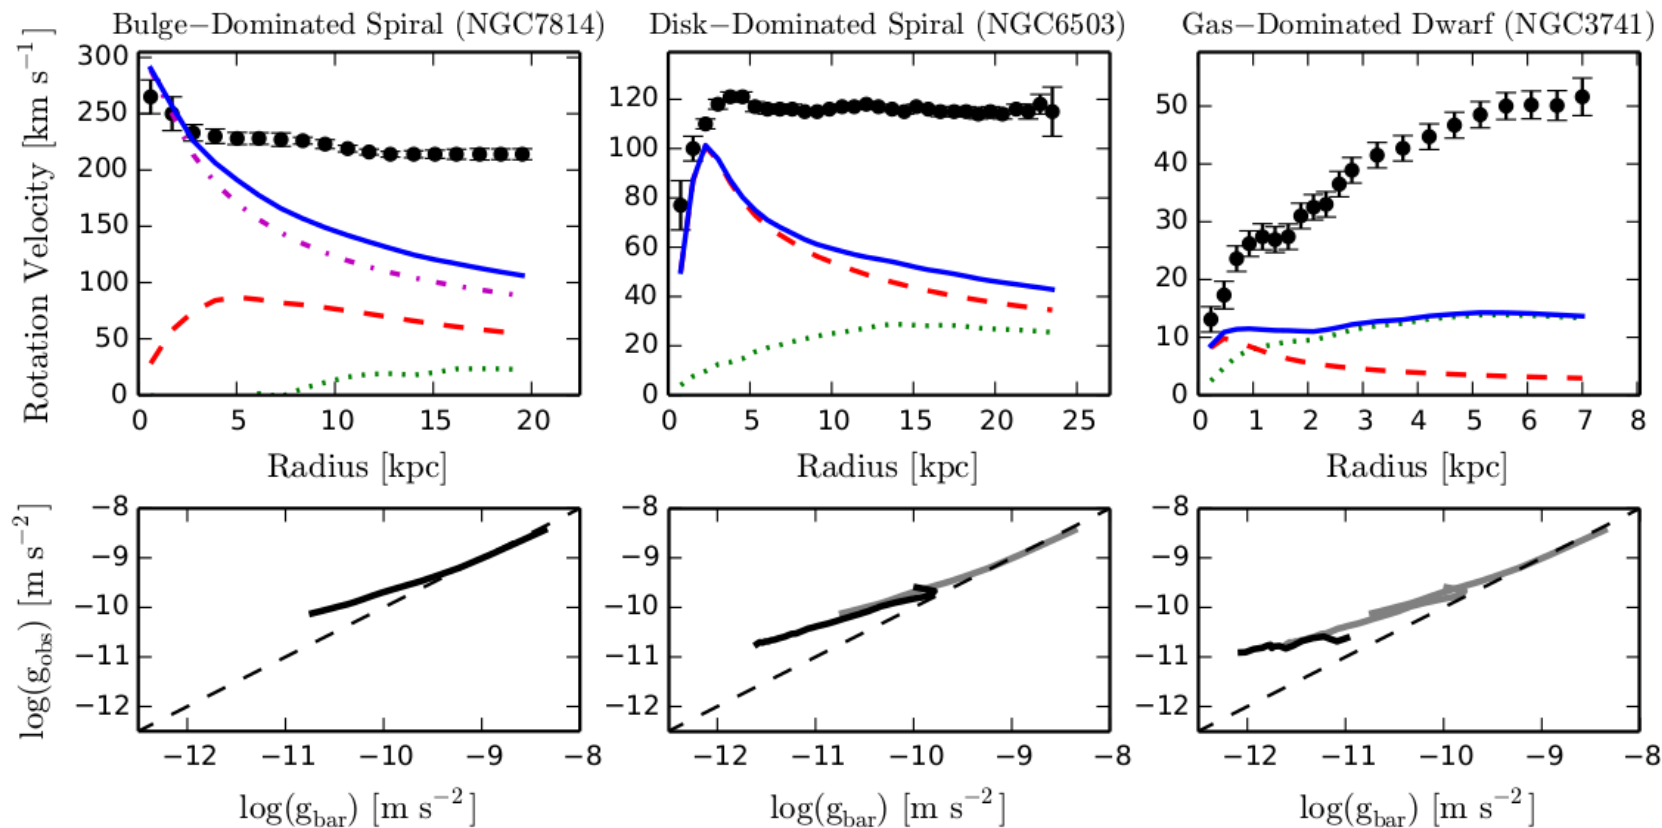 Bulge−Dominated Spiral (NGC7814)
Disk−Dominated Spiral (NGC6503)
Gas−Dominated Dwarf (NGC3741)
Rotation Velocity [km s⁻¹]
300
250
200
150
100
50
0
0 5 10 15 20
Radius [kpc]
120
100
80
60
40
20
0
0 5 10 15 20 25
Radius [kpc]
50
40
30
20
10
0
0 1 2 3 4 5 6 7 8
Radius [kpc]
log(g_obs) [m s⁻²]
−8
−9
−10
−11
−12
−12 −11 −10 −9 −8
log(g_bar) [m s⁻²]
−8
−9
−10
−11
−12
−12 −11 −10 −9 −8
log(g_bar) [m s⁻²]
−8
−9
−10
−11
−12
−12 −11 −10 −9 −8
log(g_bar) [m s⁻²]